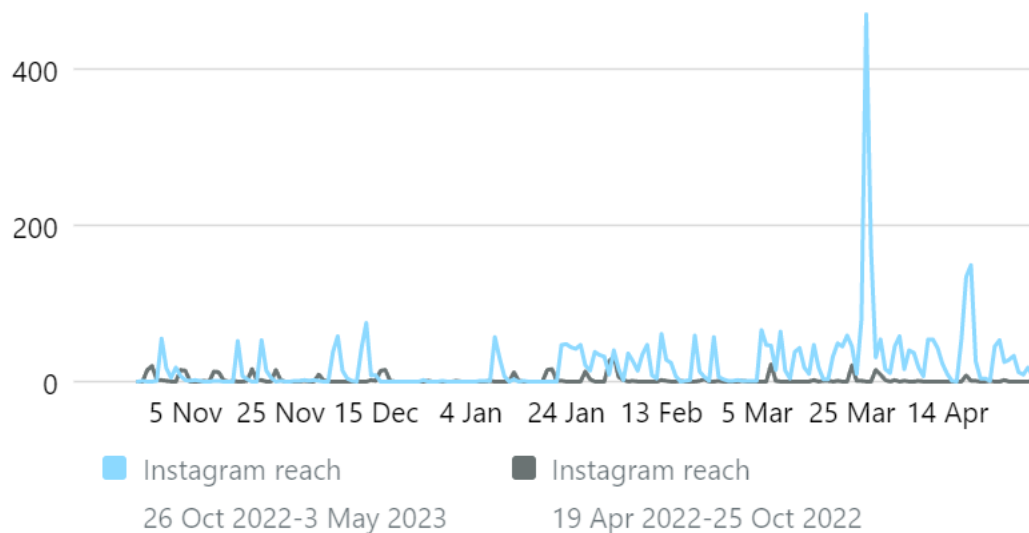 400
200
0
5 Nov 25 Nov 15 Dec 4 Jan 24 Jan 13 Feb 5 Mar 25 Mar 14 Apr
Instagram reach Instagram reach
26 Oct 2022-3 May 2023 19 Apr 2022-25 Oct 2022